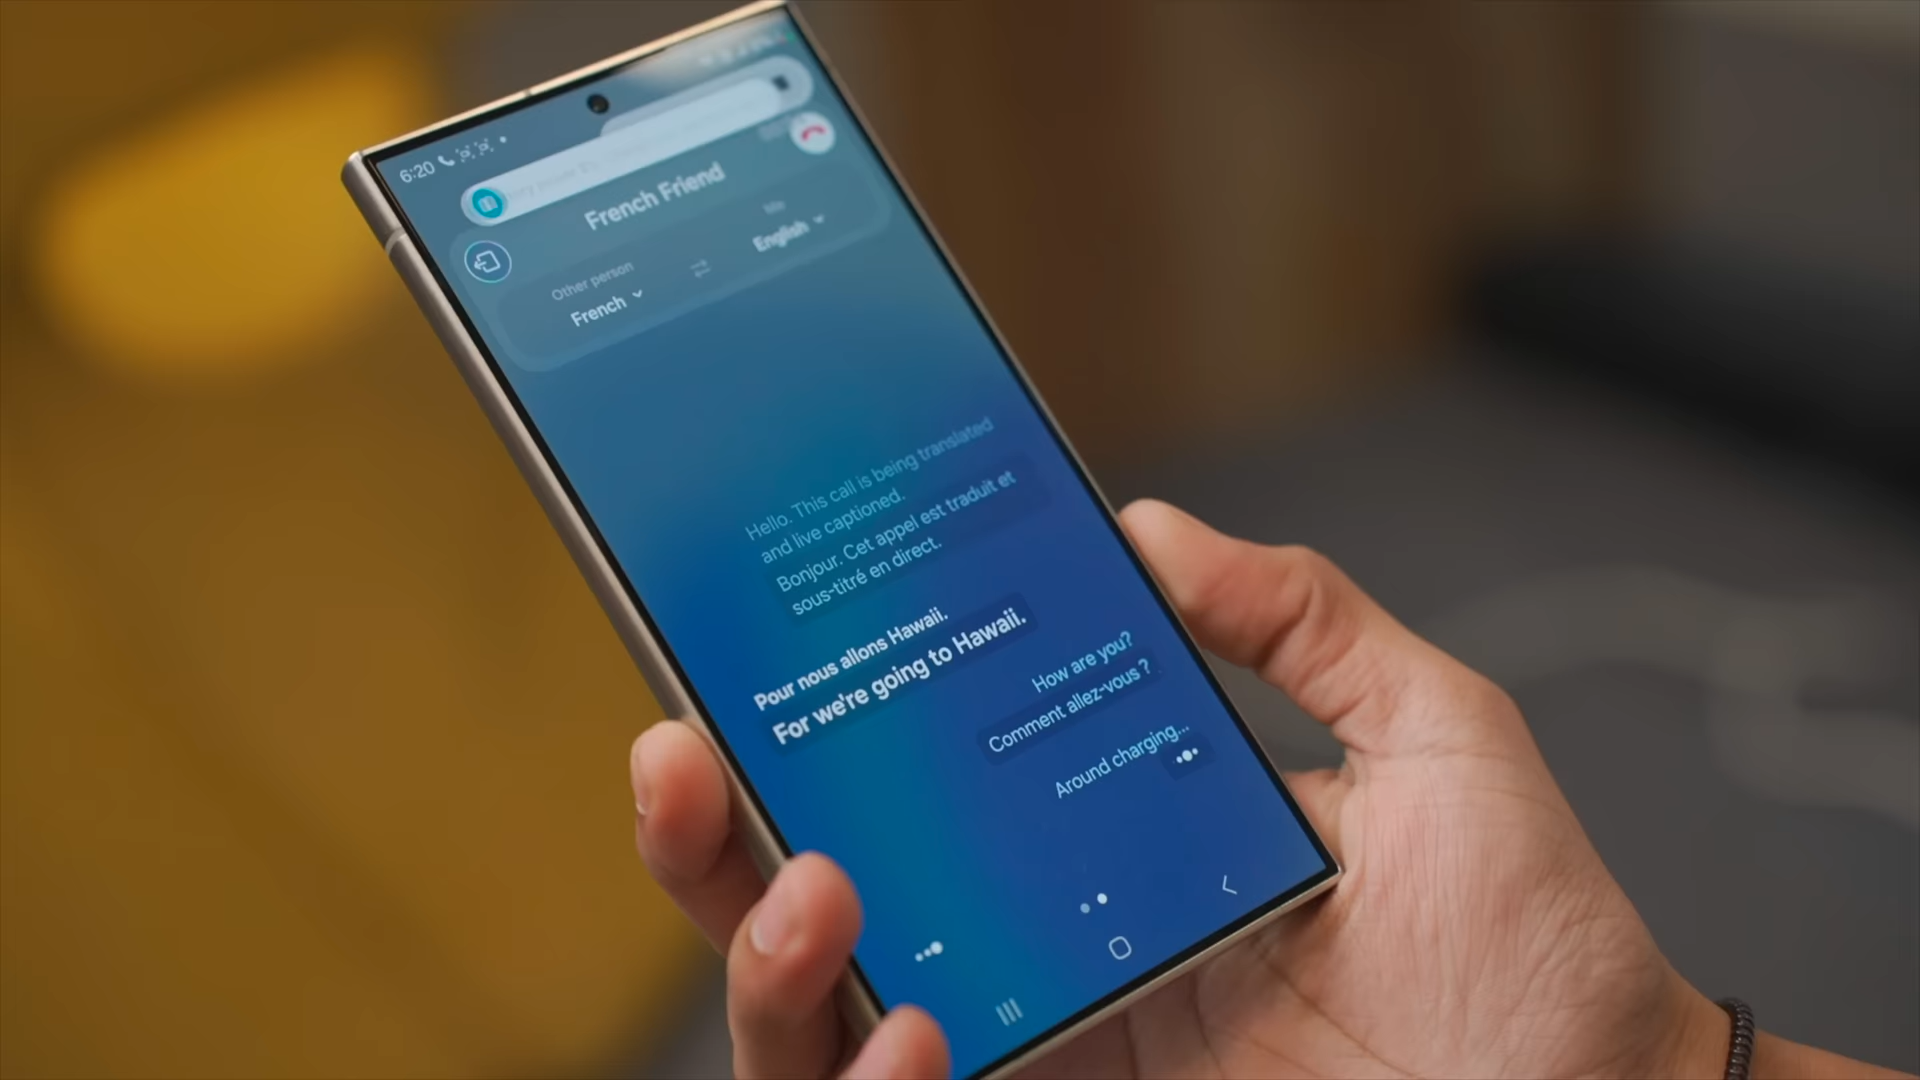 6:20
French Friend
Other person
French
Me
English
Hello. This call is being translated
and live captioned.
Bonjour. Cet appel est traduit et
sous-titré en direct.
Pour nous allons Hawaii.
For we're going to Hawaii.
How are you?
Comment allez-vous ?
Around charging...